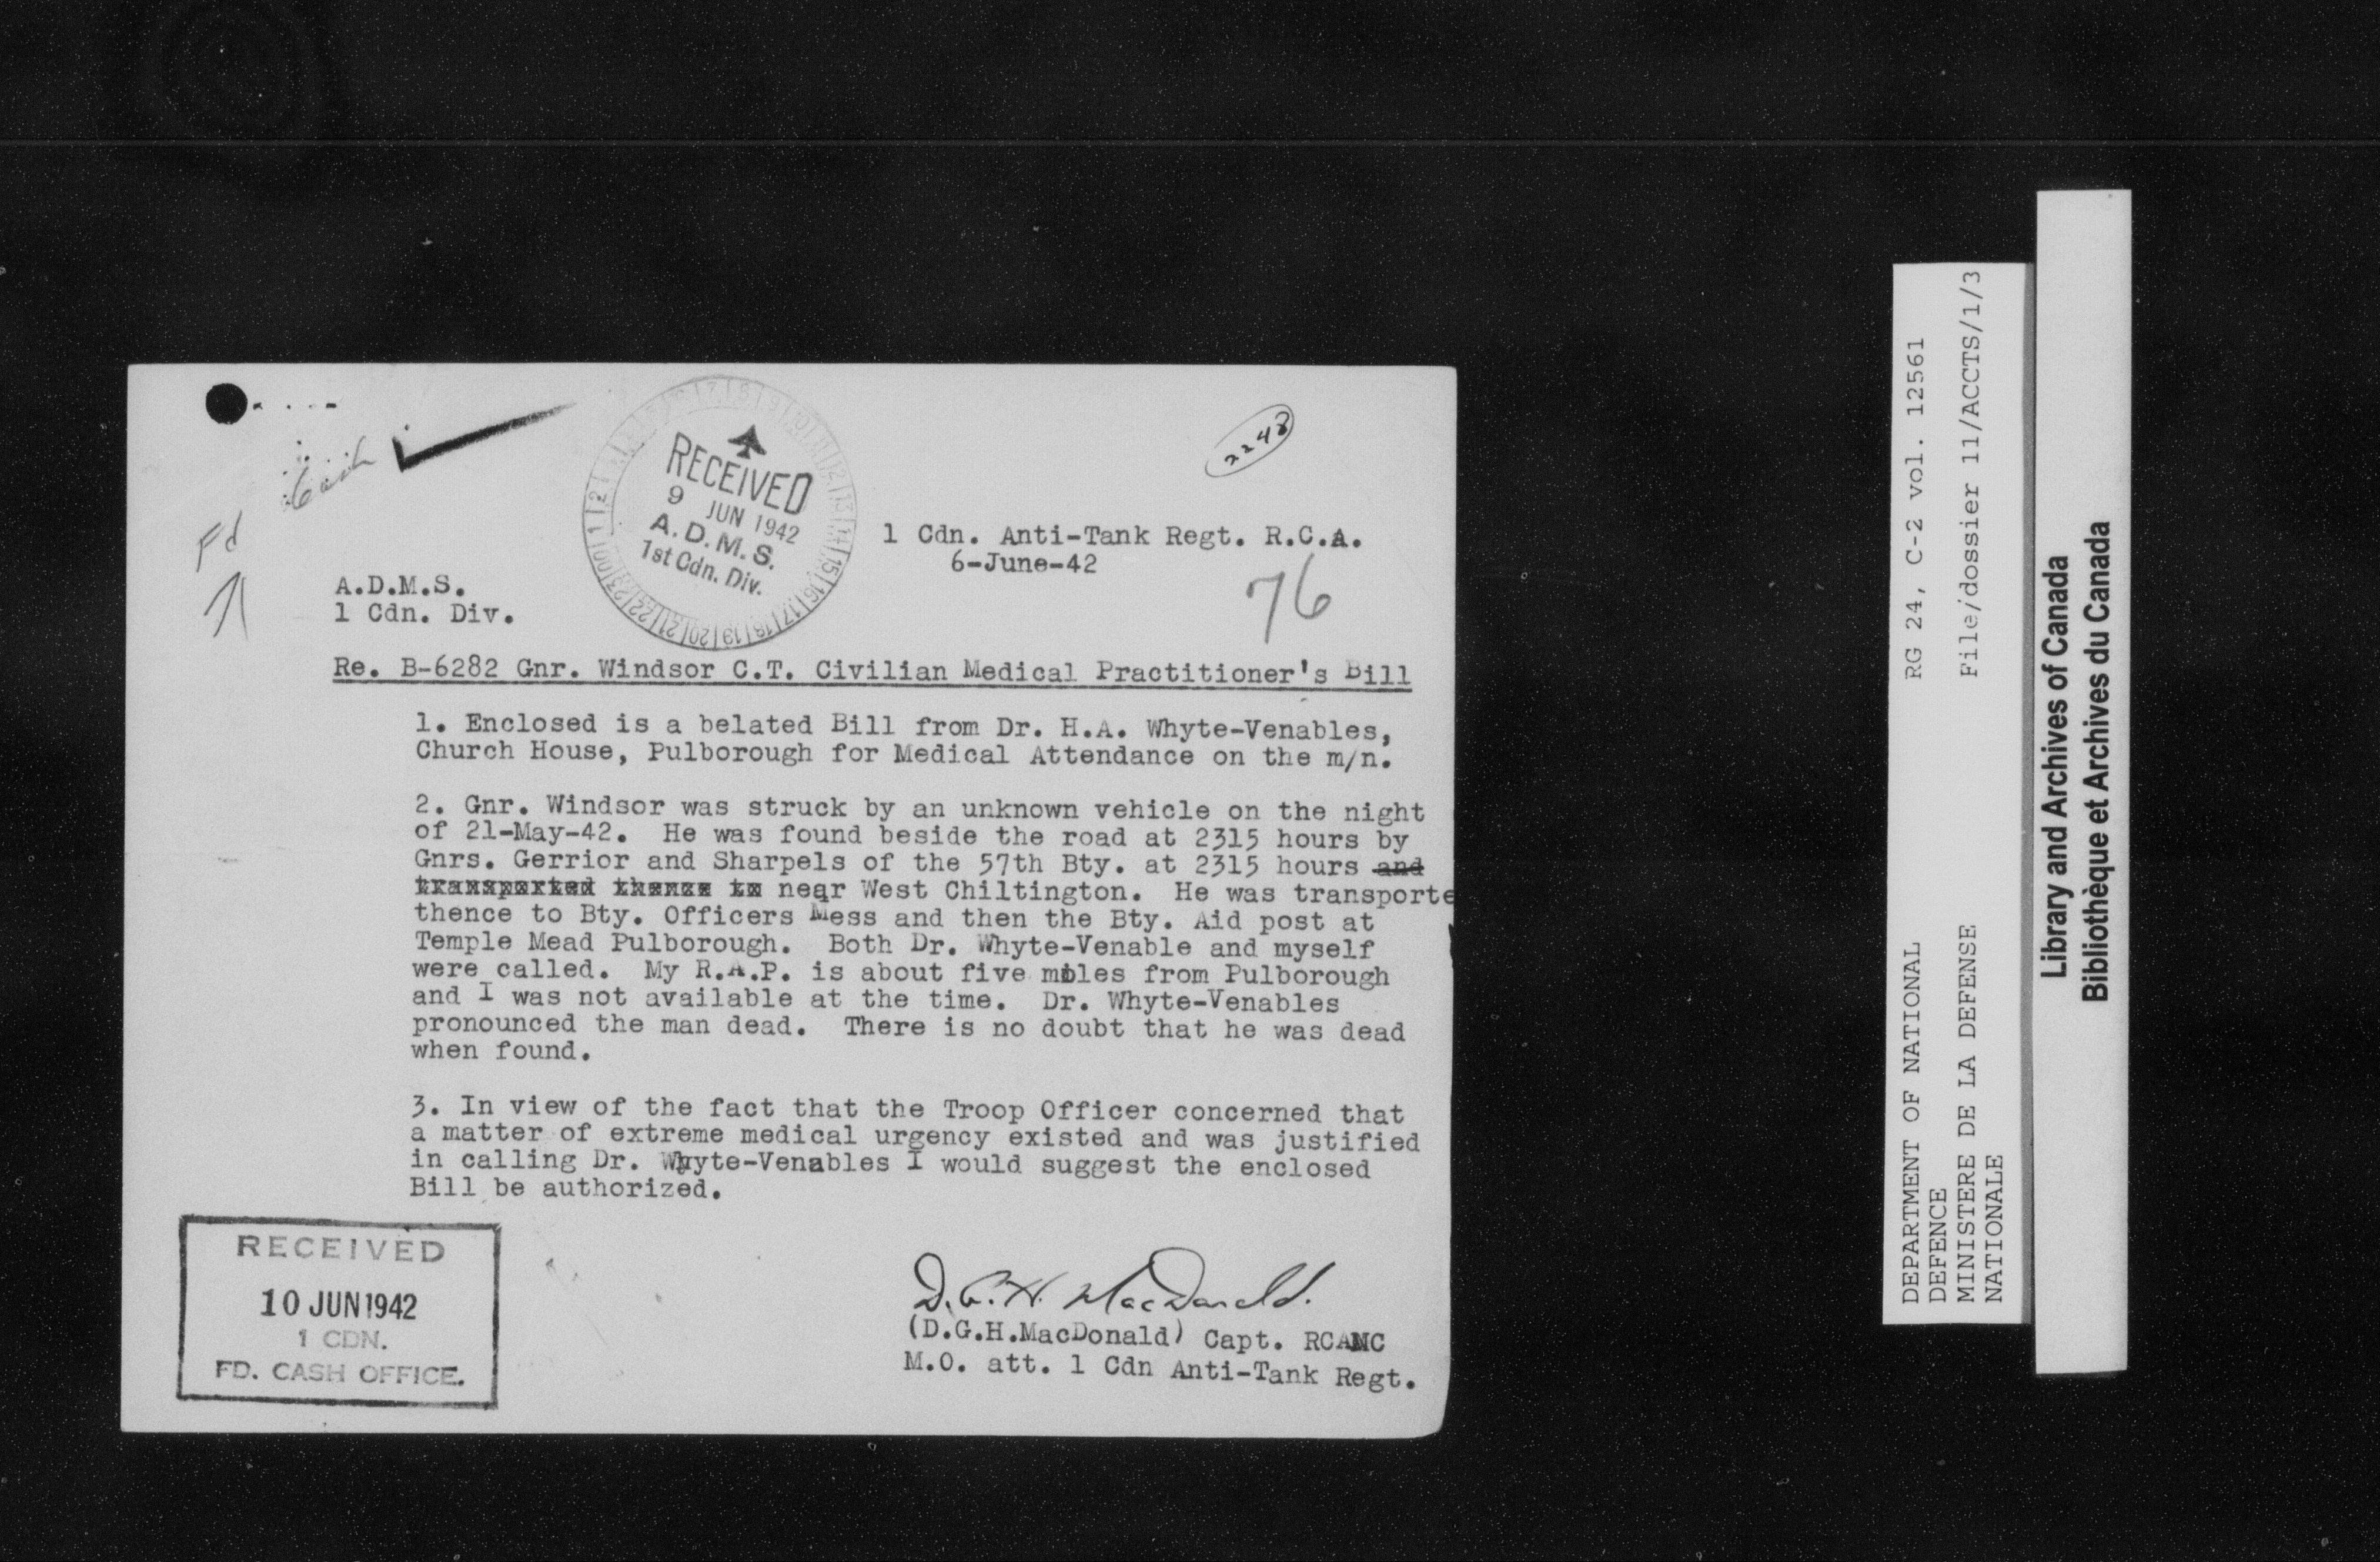 2248
Cash
Fd
RECEIVED
9 JUN 1942
A.D.M.S.
1st Cdn. Div.
1 Cdn. Anti-Tank Regt. R.C.A.
6-June-42
76
A.D.M.S.
1 Cdn. Div.
Re. B-6282 Gnr. Windsor C.T. Civilian Medical Practitioner's Bill
1. Enclosed is a belated Bill from Dr. H.A. Whyte-Venables,
Church House, Pulborough for Medical Attendance on the m/n.
2. Gnr. Windsor was struck by an unknown vehicle on the night
of 21-May-42. He was found beside the road at 2315 hours by
Gnrs. Gerrior and Sharpels of the 57th Bty. at 2315 hours and
transported thence to near West Chiltington. He was transporte
thence to Bty. Officers Mess and then the Bty. Aid post at
Temple Mead Pulborough. Both Dr. Whyte-Venable and myself
were called. My R.A.P. is about five miles from Pulborough
and I was not available at the time. Dr. Whyte-Venables
pronounced the man dead. There is no doubt that he was dead
when found.
3. In view of the fact that the Troop Officer concerned that
a matter of extreme medical urgency existed and was justified
in calling Dr. Whyte-Venables I would suggest the enclosed
Bill be authorized.
RECEIVED
10 JUN 1942
1 CDN.
FD. CASH OFFICE.
D.G.H. MacDonald.
(D.G.H.MacDonald) Capt. RCAMC
M.O. att. 1 Cdn Anti-Tank Regt.
DEPARTMENT OF NATIONAL RG 24, C-2 vol. 12561
DEFENCE
MINISTERE DE LA DEFENSE File/dossier 11/ACCTS/1/3
NATIONALE
Library and Archives of Canada
Bibliothèque et Archives du Canada